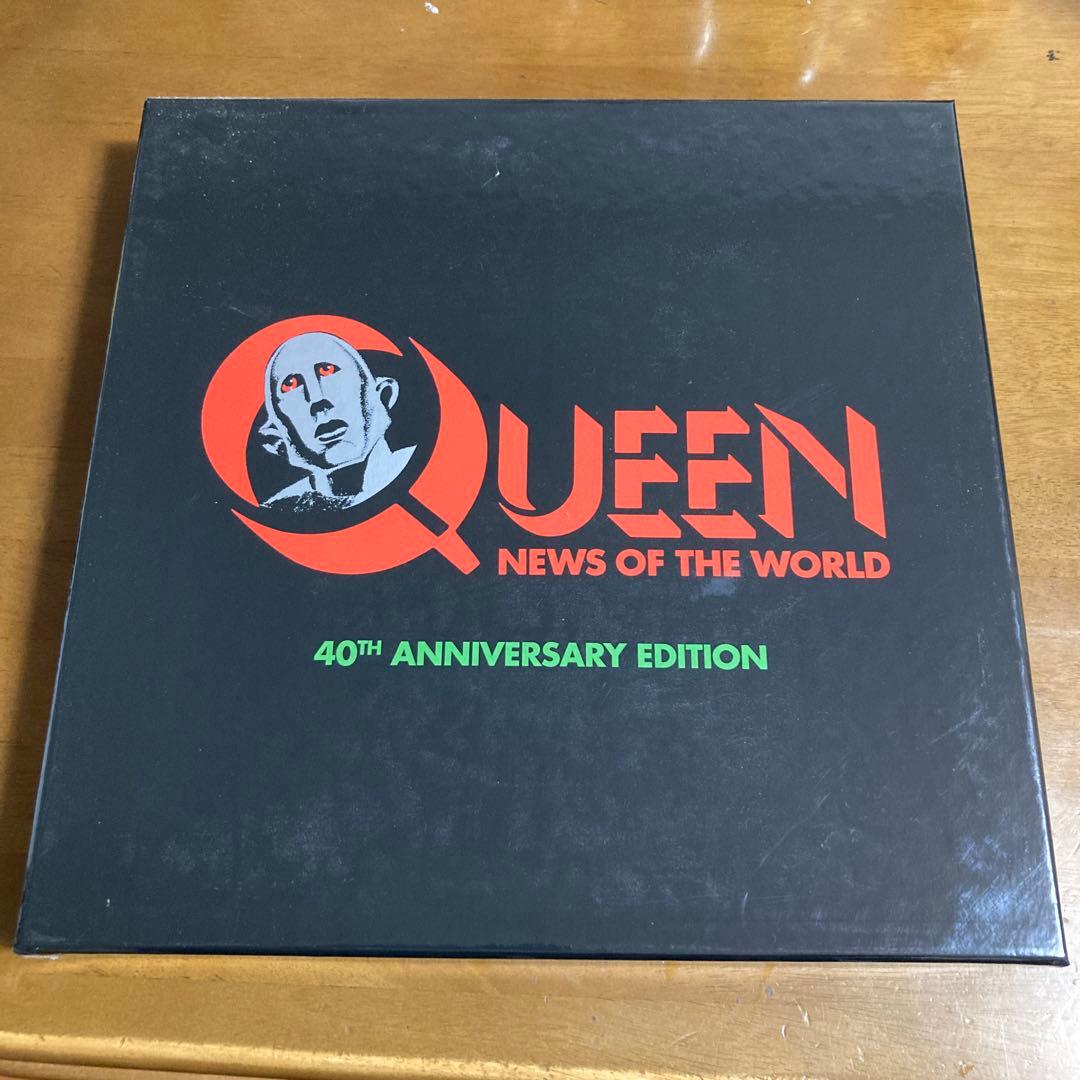 QUEEN
NEWS OF THE WORLD
40TH ANNIVERSARY EDITION